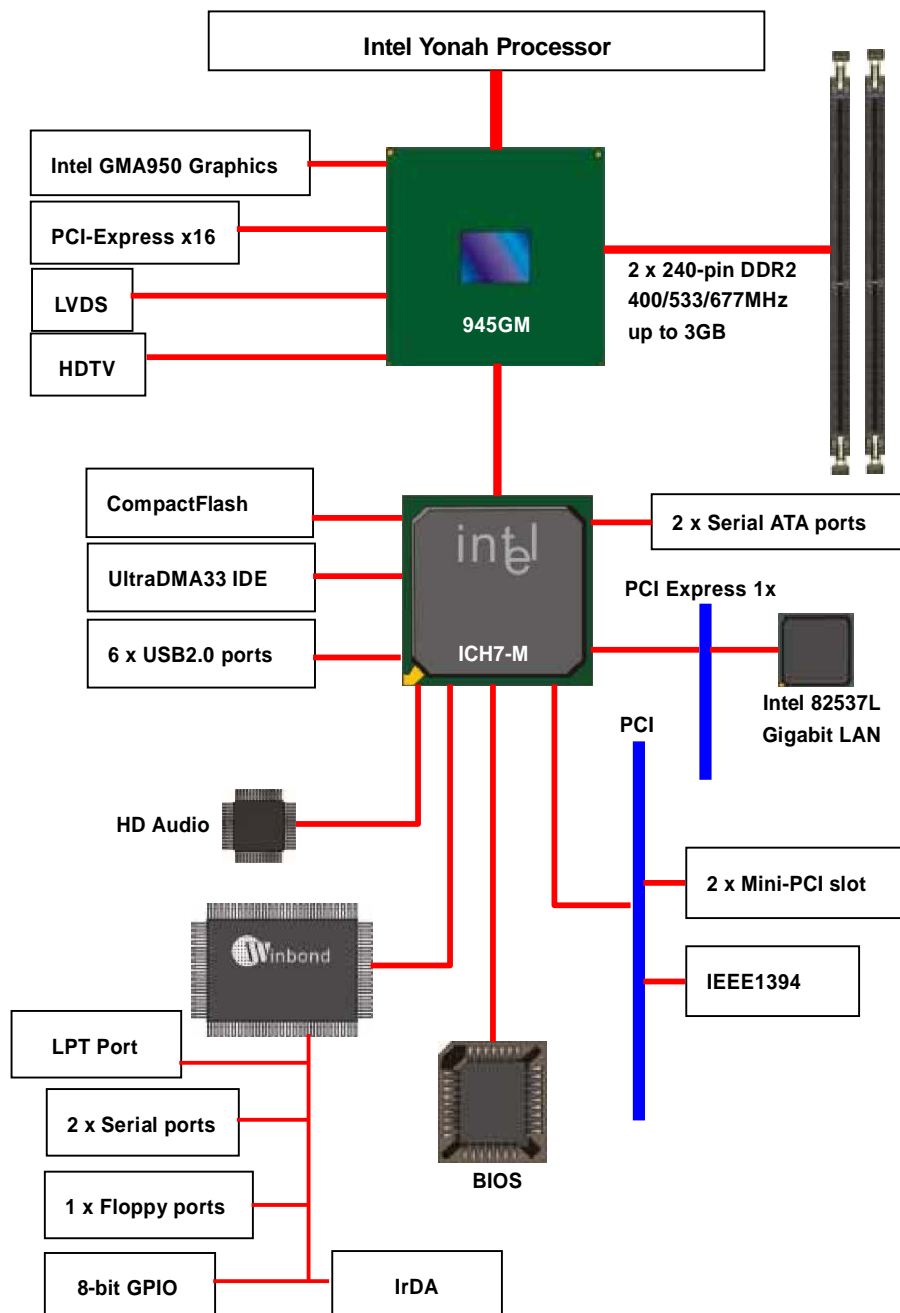 Intel Yonah Processor
Intel GMA950 Graphics
PCI-Express x16
LVDS
HDTV
945GM
2 x 240-pin DDR2
400/533/677MHz
up to 3GB
CompactFlash
UltraDMA33 IDE
6 x USB2.0 ports
intel
ICH7-M
2 x Serial ATA ports
PCI Express 1x
Intel 82537L
Gigabit LAN
PCI
HD Audio
2 x Mini-PCI slot
IEEE1394
Winbond
LPT Port
2 x Serial ports
1 x Floppy ports
8-bit GPIO
IrDA
BIOS